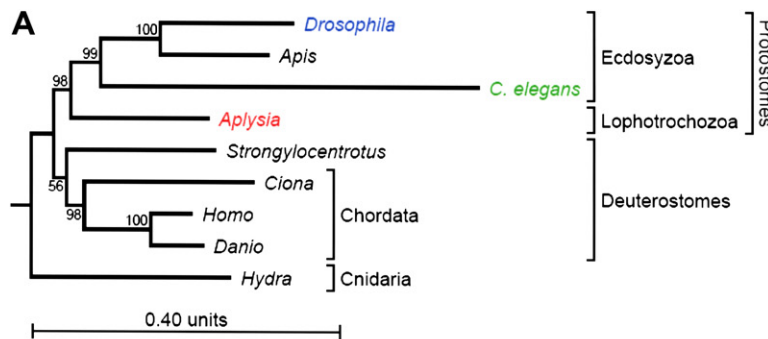 A
Drosophila
100
Apis
99
C. elegans
98
Aplysia
Strongylocentrotus
56
Ciona
98
Homo
100
Danio
Hydra
Chordata
Cnidaria
Ecdosyzoa
Lophotrochozoa
Deuterostomes
Protostomes
0.40 units